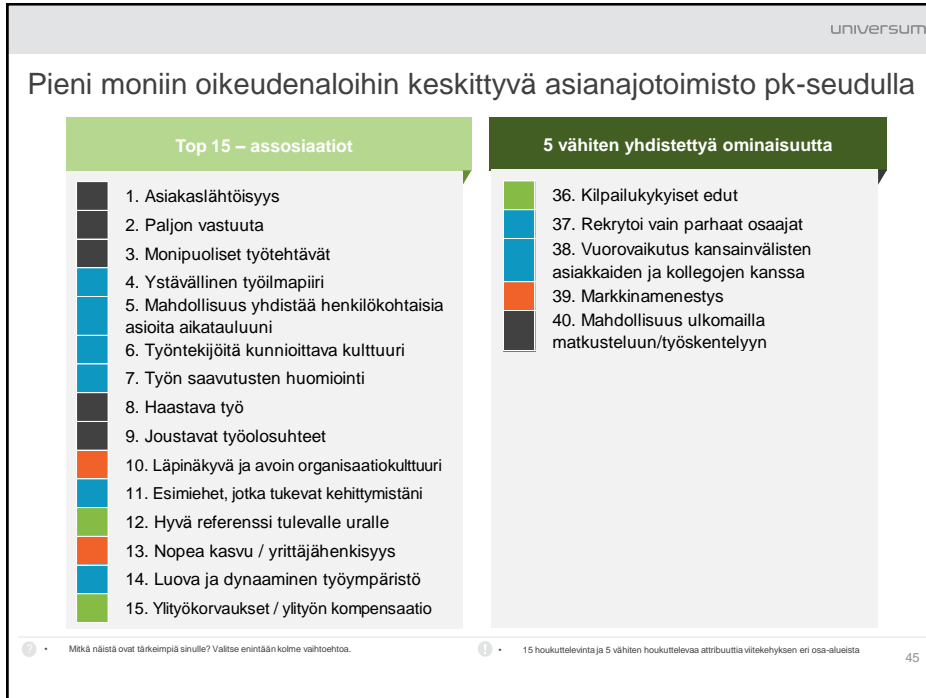 universum
Pieni moniin oikeudenaloihin keskittyvä asianajotoimisto pk-seudulla
Top 15 – assosiaatiot
1. Asiakaslähtöisyys
2. Paljon vastuuta
3. Monipuoliset työtehtävät
4. Ystävällinen työilmapiiri
5. Mahdollisuus yhdistää henkilökohtaisia
asioita aikatauluuni
6. Työntekijöitä kunnioittava kulttuuri
7. Työn saavutusten huomiointi
8. Haastava työ
9. Joustavat työolosuhteet
10. Läpinäkyvä ja avoin organisaatiokulttuuri
11. Esimiehet, jotka tukevat kehittymistäni
12. Hyvä referenssi tulevalle uralle
13. Nopea kasvu / yrittäjähenkisyys
14. Luova ja dynaaminen työympäristö
15. Ylityökorvaukset / ylityön kompensaatio
5 vähiten yhdistettyä ominaisuutta
36. Kilpailukykyiset edut
37. Rekrytoi vain parhaat osaajat
38. Vuorovaikutus kansainvälisten
asiakkaiden ja kollegojen kanssa
39. Markkinamenestys
40. Mahdollisuus ulkomailla
matkusteluun/työskentelyyn
? • Mitkä näistä ovat tärkeimpiä sinulle? Valitse enintään kolme vaihtoehtoa.
! • 15 houkuttelevinta ja 5 vähiten houkuttelevaa attribuuttia viitekehyksen eri osa-alueista
45